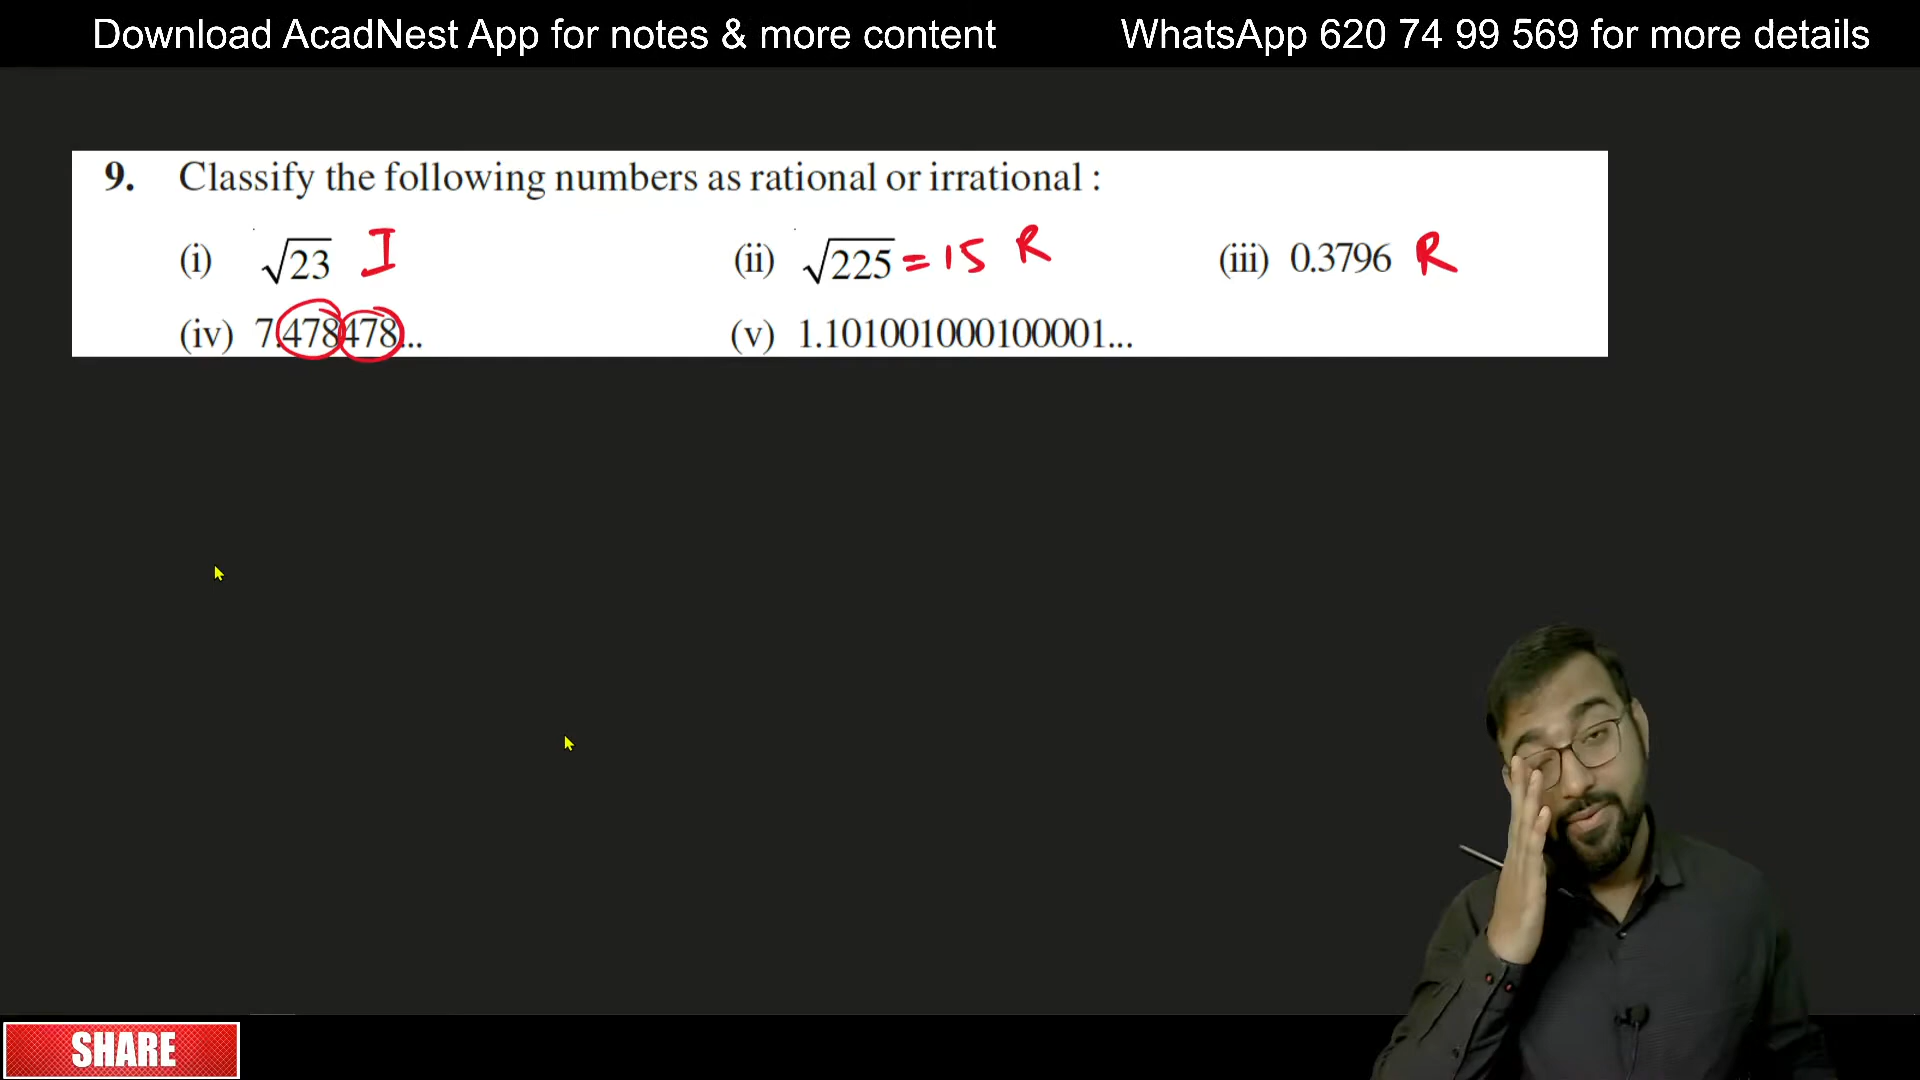 Download AcadNest App for notes & more content WhatsApp 620 74 99 569 for more details
9. Classify the following numbers as rational or irrational :
(i) √23 I (ii) √225 = 15 R (iii) 0.3796 R
(iv) 7.478478... (v) 1.101001000100001...
SHARE